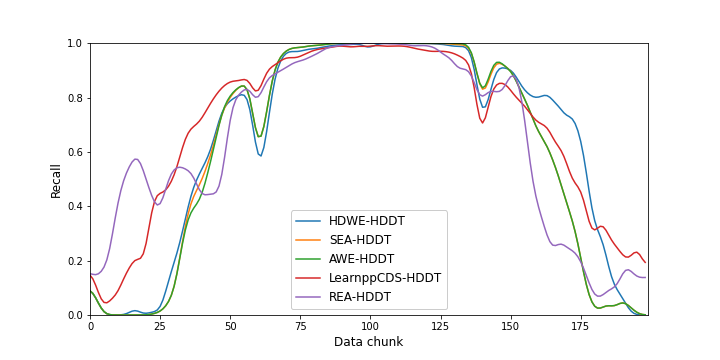 1.0
0.8
0.6
0.4
0.2
0.0
Recall
0 25 50 75 100 125 150 175
Data chunk
HDWE-HDDT
SEA-HDDT
AWE-HDDT
LearnppCDS-HDDT
REA-HDDT